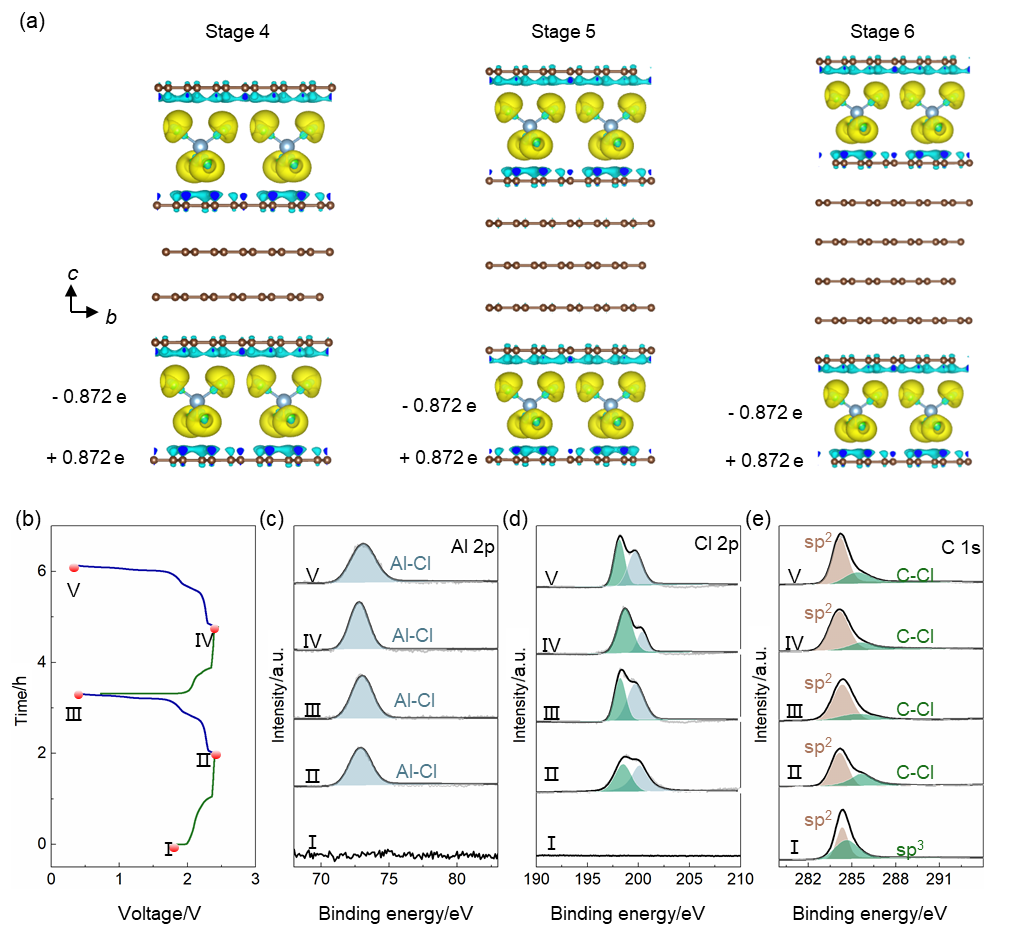 (a)
Stage 4
Stage 5
Stage 6
c
b
- 0.872 e
+ 0.872 e
- 0.872 e
+ 0.872 e
- 0.872 e
+ 0.872 e
(b)
Time/h
6
4
2
0
V
IV
III
II
I
0
1
2
3
Voltage/V
(c)
Al 2p
Intensity/a.u.
V
Al-Cl
IV
Al-Cl
III
Al-Cl
II
Al-Cl
I
70
75
80
Binding energy/eV
(d)
Cl 2p
Intensity/a.u.
V
IV
III
II
I
190
195
200
205
210
Binding energy/eV
(e)
C 1s
Intensity/a.u.
sp2
V
C-Cl
sp2
IV
C-Cl
sp2
III
C-Cl
sp2
II
C-Cl
sp2
I
sp3
282
285
288
291
Binding energy/eV